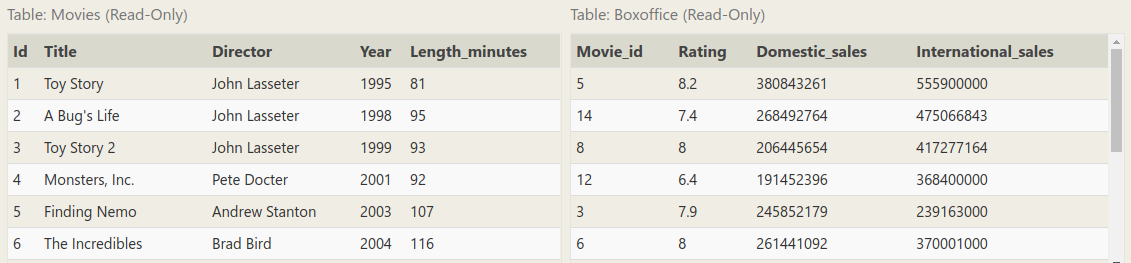 Table: Movies (Read-Only)
Id Title Director Year Length_minutes
1 Toy Story John Lasseter 1995 81
2 A Bug's Life John Lasseter 1998 95
3 Toy Story 2 John Lasseter 1999 93
4 Monsters, Inc. Pete Docter 2001 92
5 Finding Nemo Andrew Stanton 2003 107
6 The Incredibles Brad Bird 2004 116
Table: Boxoffice (Read-Only)
Movie_id Rating Domestic_sales International_sales
5 8.2 380843261 555900000
14 7.4 268492764 475066843
8 8 206445654 417277164
12 6.4 191452396 368400000
3 7.9 245852179 239163000
6 8 261441092 370001000